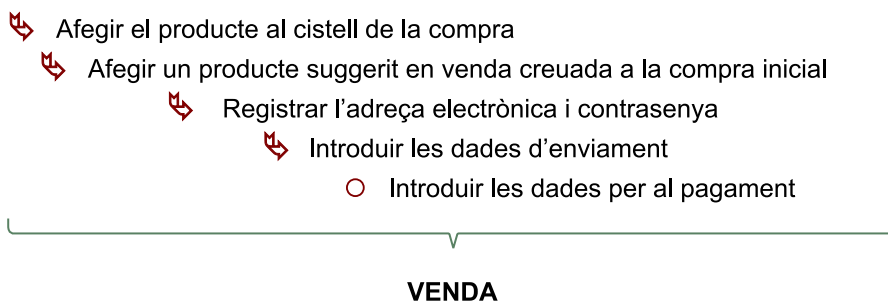 Afegir el producte al cistell de la compra
Afegir un producte suggerit en venda creuada a la compra inicial
Registrar l’adreça electrònica i contrasenya
Introduir les dades d’enviament
Introduir les dades per al pagament
VENDA